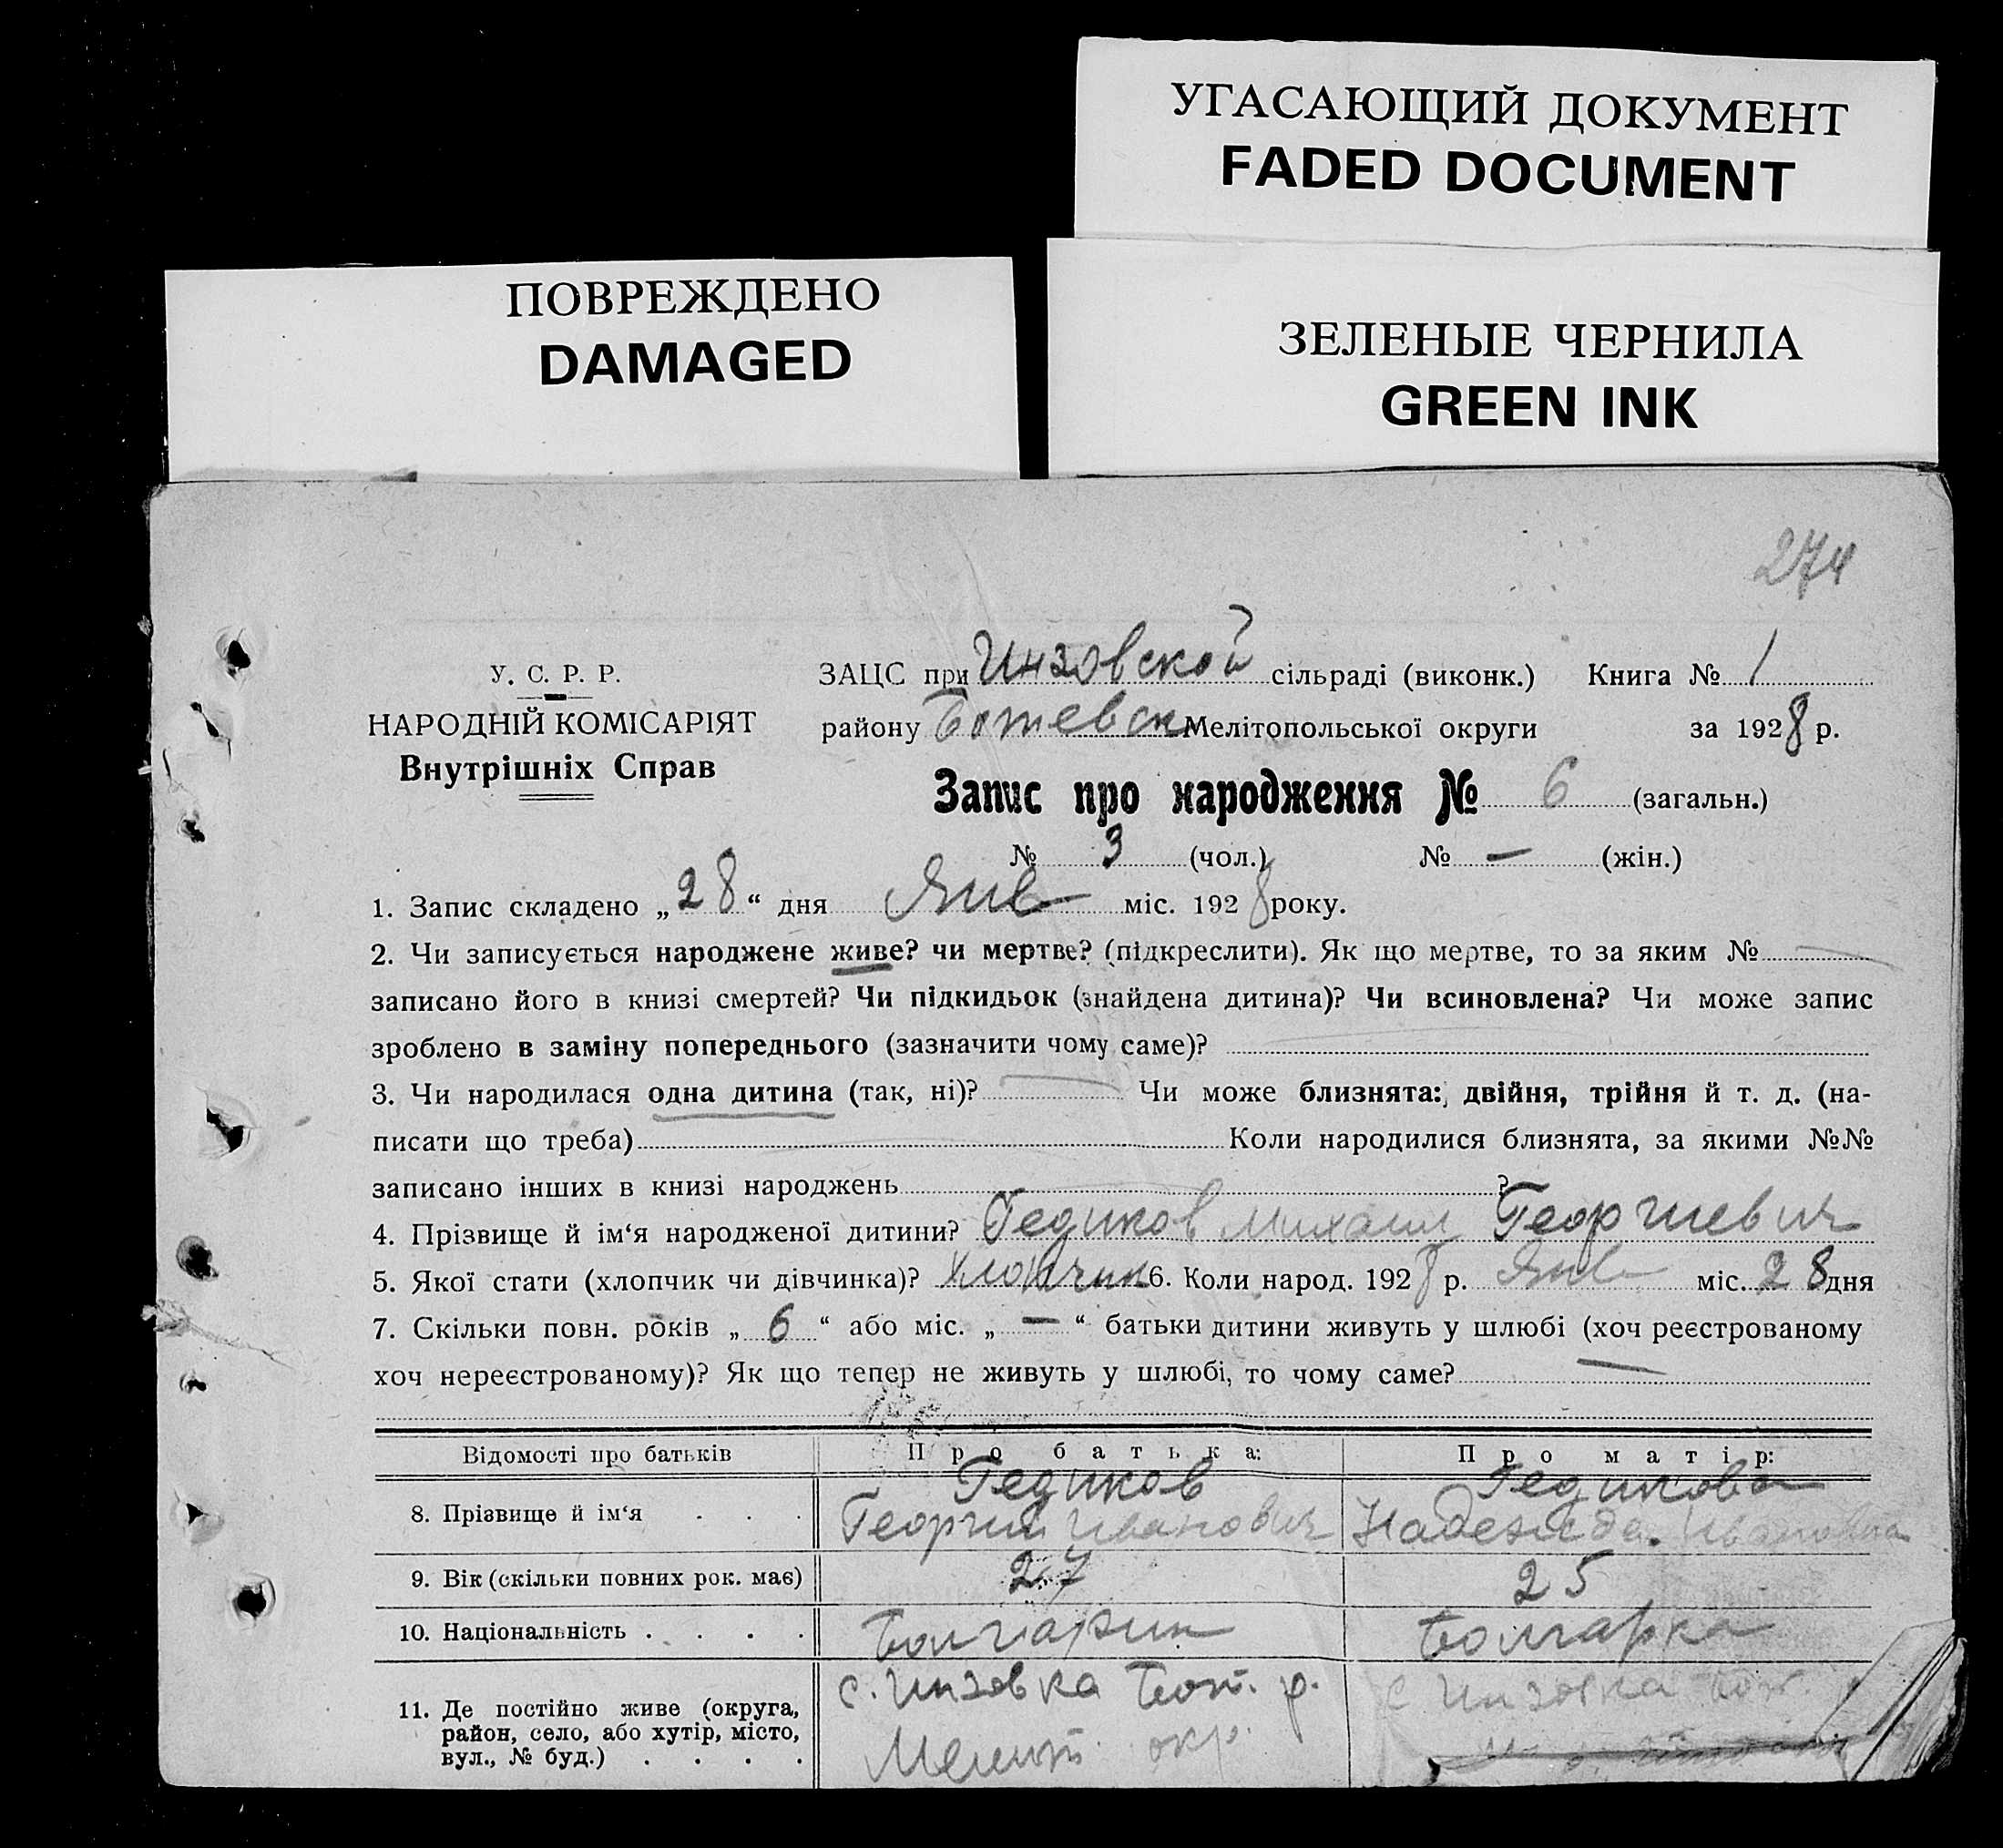 УГАСАЮЩИЙ ДОКУМЕНТ
FADED DOCUMENT
ПОВРЕЖДЕНО
DAMAGED
ЗЕЛЕНЫЕ ЧЕРНИЛА
GREEN INK
274
У. С. Р. Р.
НАРОДНІЙ КОМІСАРІЯТ
Внутрішніх Справ
ЗАЦС при Инзовской сільраді (виконк.) Книга № 1
району Ботевск Мелітопольської округи за 1928 р.
Запис про народження № 6 (загальн.)
№ 3 (чол.) № — (жін.)
1. Запис складено „28“ дня Янв міс. 1928 року.
2. Чи записується народжене живе? чи мертве? (підкреслити). Як що мертве, то за яким № —
записано його в книзі смертей? Чи підкидьок (знайдена дитина)? Чи всиновлена? Чи може запис
зроблено в заміну попереднього (зазначити чому саме)?
3. Чи народилася одна дитина (так, ні)? — Чи може близнята: двійня, трійня й т. д. (на-
писати що треба) Коли народилися близнята, за якими №№
записано інших в книзі народжень ?
4. Прізвище й ім‘я народженої дитини? Гедиков Михаил Георгиевич
5. Якої стати (хлопчик чи дівчинка)? хлопчик 6. Коли народ. 1928 р. Янв міс. 28 дня
7. Скільки повн. років „ 6 “ або міс. „ — “ батьки дитини живуть у шлюбі (хоч реєстрованому
хоч нереєстрованому)? Як що тепер не живуть у шлюбі, то чому саме? —
Відомості про батьків Про батька: Про матір:
8. Прізвище й ім‘я . . . Гедиков Гедикова
Георгий Иванович Надежда Ивановна
9. Вік (скільки повних рок. має) 27 25
10. Національність . . . . Болгарин Болгарка
11. Де постійно живе (округа, район, село, або хутір, місто, вул., № буд.) . . . . с. Инзовка Бот. р. с Инзовка Бот.
Мелит. окр.